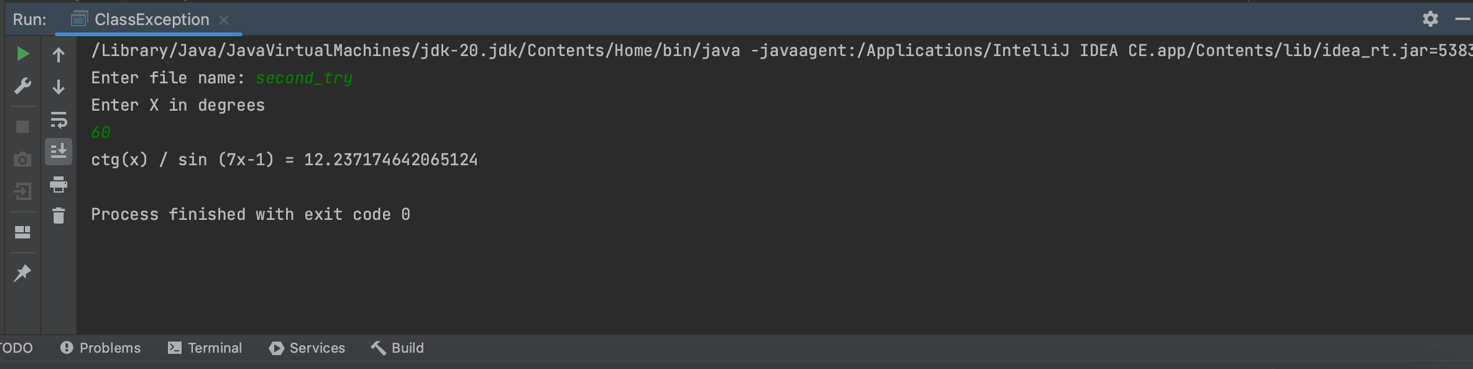 Run: ClassException
/Library/Java/JavaVirtualMachines/jdk-20.jdk/Contents/Home/bin/java -javaagent:/Applications/IntelliJ IDEA CE.app/Contents/lib/idea_rt.jar=5383
Enter file name: second_try
Enter X in degrees
60
ctg(x) / sin (7x-1) = 12.237174642065124
Process finished with exit code 0
TODO Problems Terminal Services Build